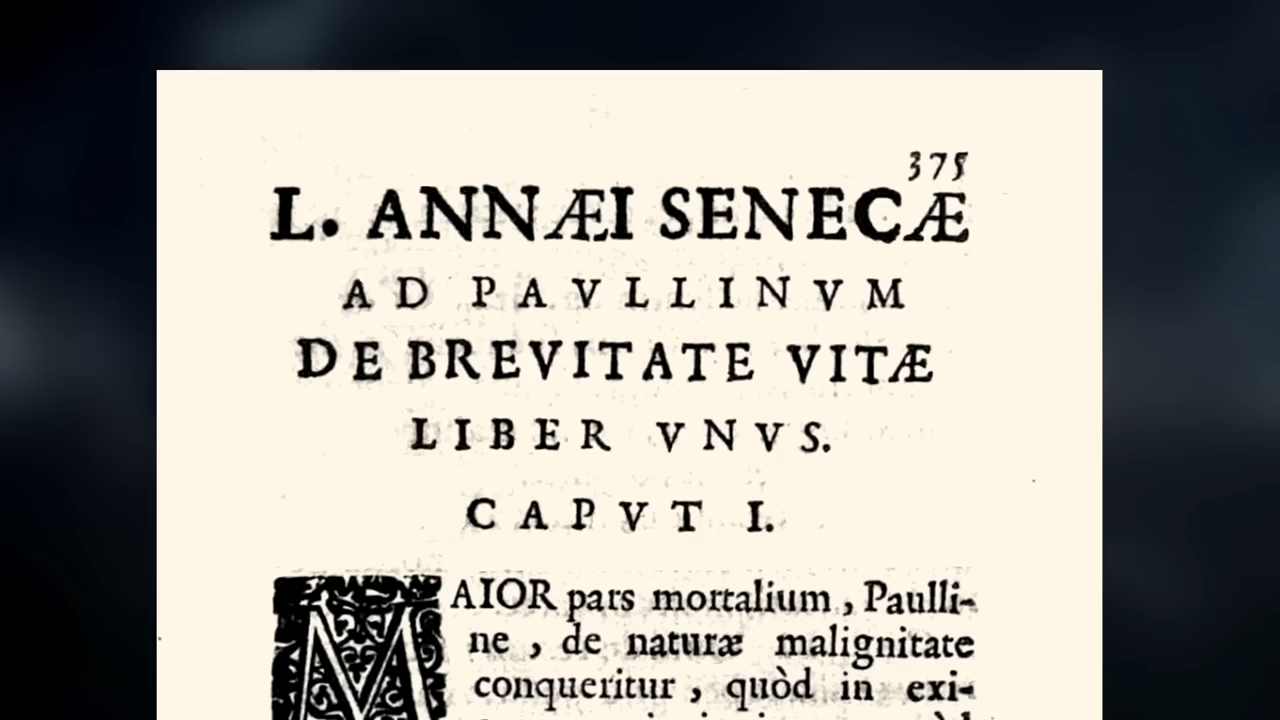 375
L. ANNÆI SENECÆ
AD PAVLLINVM
DE BREVITATE VITÆ
LIBER VNVS.
CAPVT I.
MAIOR pars mortalium, Paulli-
ne, de naturæ malignitate
conqueritur, quòd in exi-